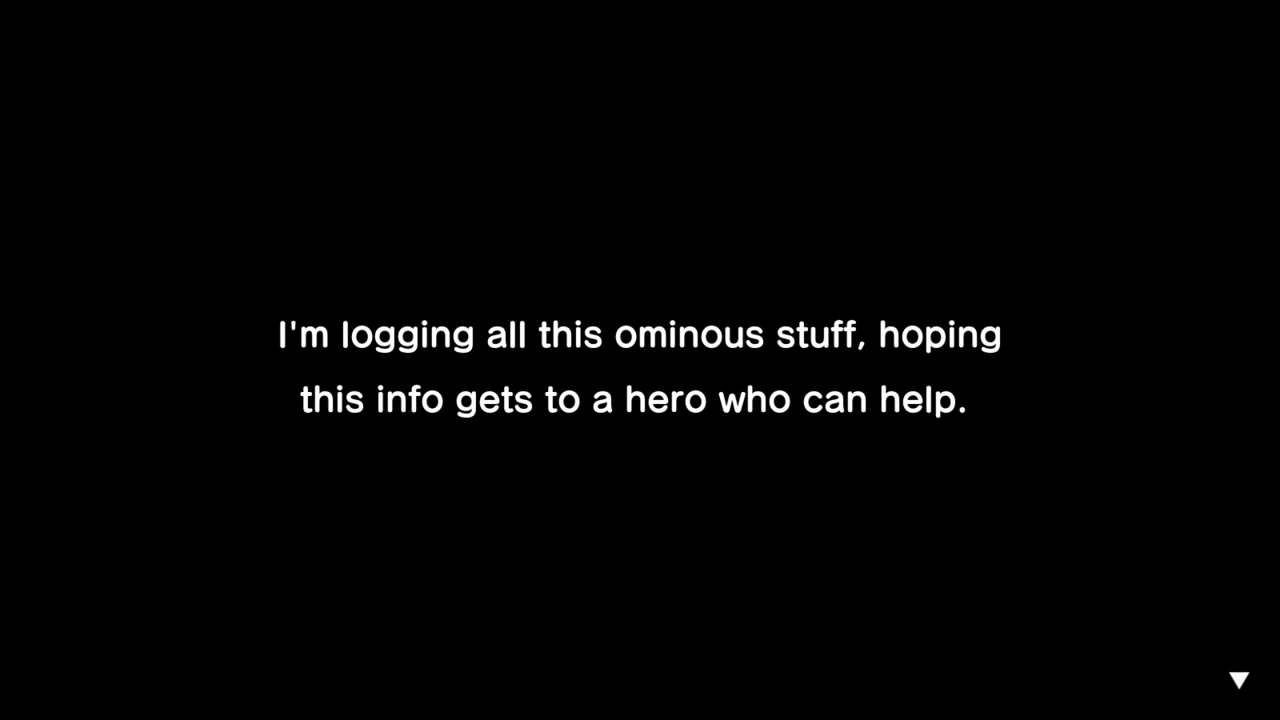 I'm logging all this ominous stuff, hoping
this info gets to a hero who can help.